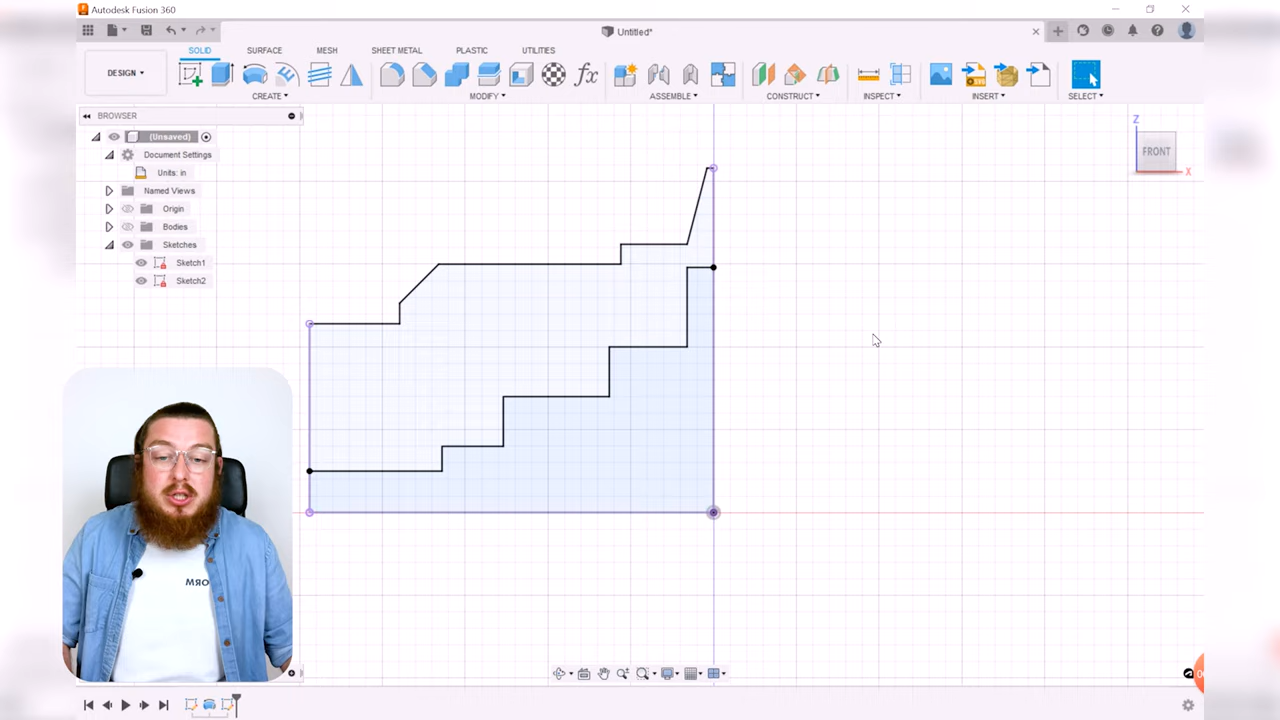 Autodesk Fusion 360
Untitled*
DESIGN
SOLID
SURFACE
MESH
SHEET METAL
PLASTIC
UTILITIES
CREATE
MODIFY
ASSEMBLE
CONSTRUCT
INSPECT
INSERT
SELECT
BROWSER
(Unsaved)
Document Settings
Units: in
Named Views
Origin
Bodies
Sketches
Sketch1
Sketch2
Z
FRONT
X